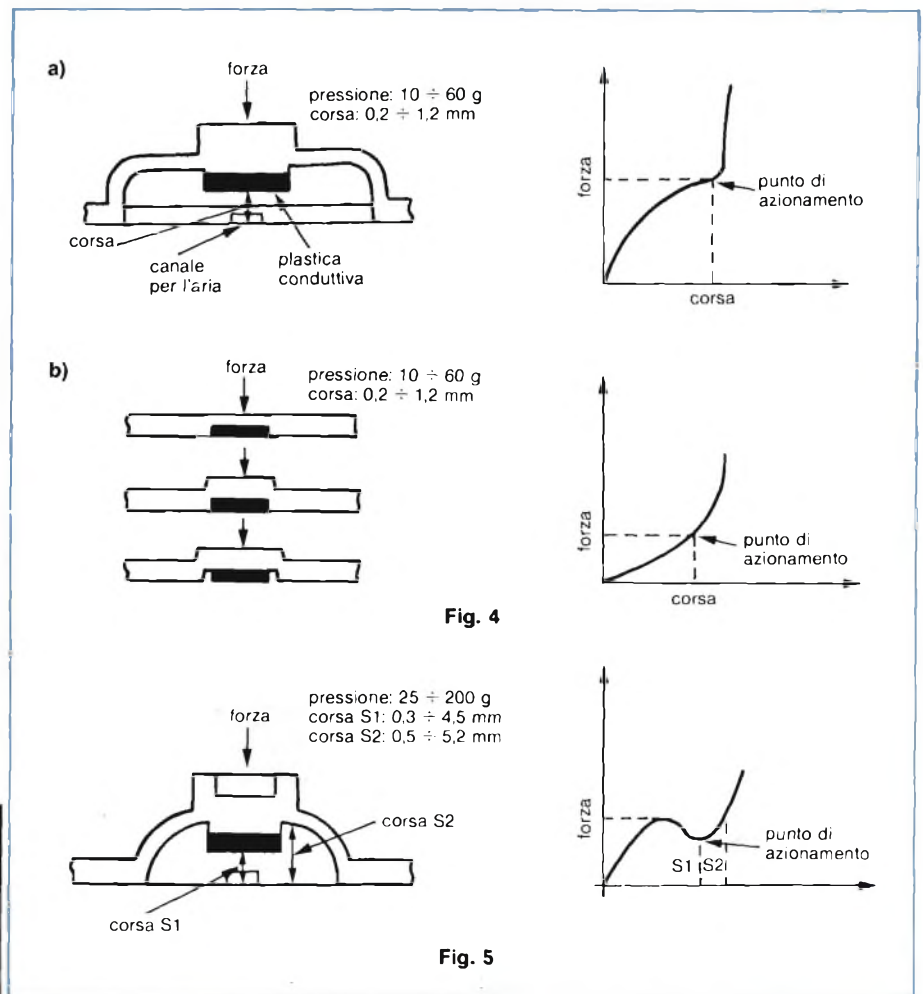 a)
forza
pressione: 10 ÷ 60 g
corsa: 0,2 ÷ 1,2 mm
corsa
canale
per l'aria
plastica
conduttiva
forza
punto di
azionamento
corsa
b)
forza
pressione: 10 ÷ 60 g
corsa: 0,2 ÷ 1,2 mm
forza
punto di
azionamento
corsa
Fig. 4
pressione: 25 ÷ 200 g
corsa S1: 0,3 ÷ 4,5 mm
corsa S2: 0,5 ÷ 5,2 mm
forza
corsa S2
corsa S1
forza
S1 S2
punto di
azionamento
Fig. 5